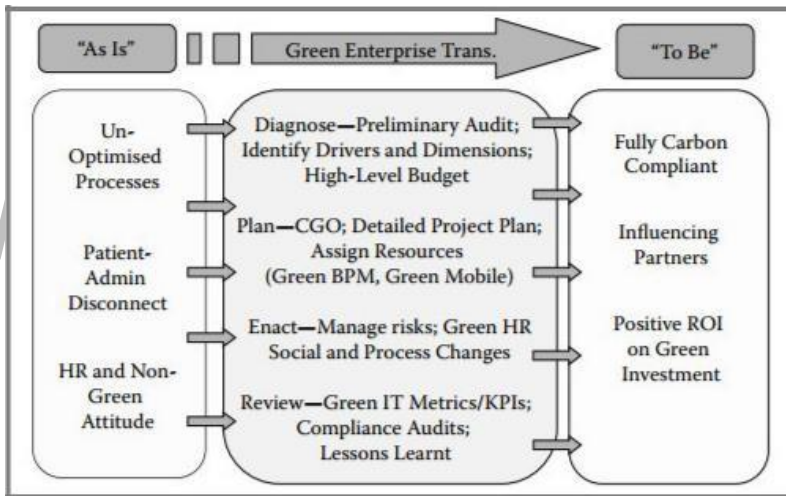 "As Is"
Green Enterprise Trans.
"To Be"
Un-
Optimised
Processes
Patient-
Admin
Disconnect
HR and Non-
Green
Attitude
Diagnose—Preliminary Audit;
Identify Drivers and Dimensions;
High-Level Budget
Plan—CGO; Detailed Project Plan;
Assign Resources
(Green BPM, Green Mobile)
Enact—Manage risks; Green HR
Social and Process Changes
Review—Green IT Metrics/KPIs;
Compliance Audits;
Lessons Learnt
Fully Carbon
Compliant
Influencing
Partners
Positive ROI
on Green
Investment